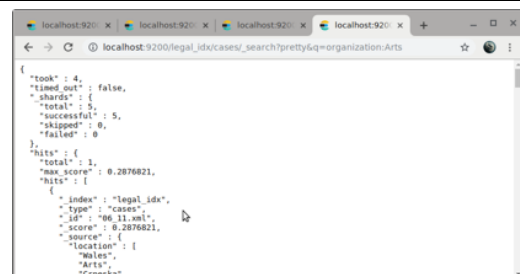 localhost:920( × localhost:920( × localhost:920( × localhost:920( ×
localhost:9200/legal_idx/cases/_search?pretty&q=organization:Arts
{
"took" : 4,
"timed_out" : false,
"_shards" : {
"total" : 5,
"successful" : 5,
"skipped" : 0,
"failed" : 0
},
"hits" : {
"total" : 1,
"max_score" : 0.2876821,
"hits" : [
{
"_index" : "legal_idx",
"_type" : "cases",
"_id" : "06_11.xml",
"_score" : 0.2876821,
"_source" : {
"location" : [
"Wales",
"Arts",